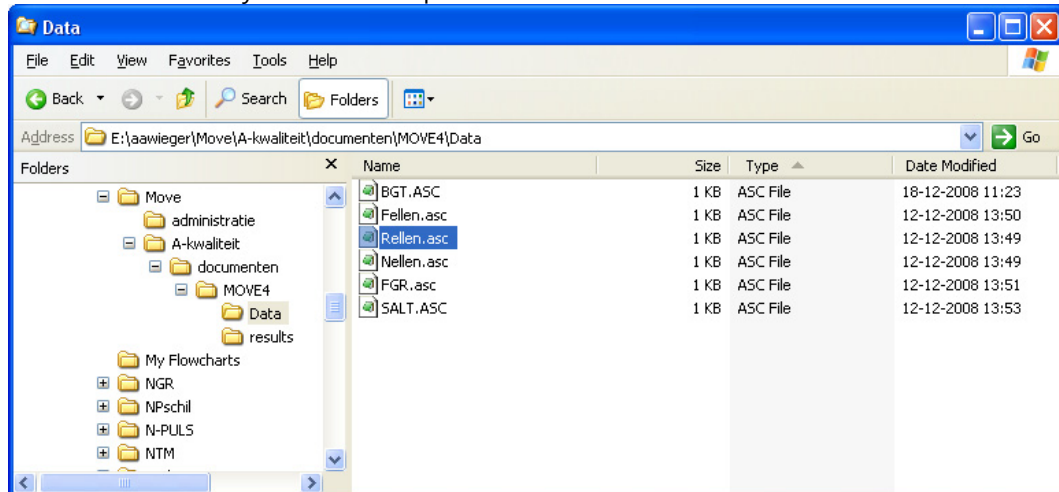 Data
File Edit View Favorites Tools Help
Back Search Folders
Address E:\aawieger\Move\A-kwaliteit\documenten\MOVE4\Data Go
Folders X Name Size Type Date Modified
Move BGT.ASC 1 KB ASC File 18-12-2008 11:23
administratie Fellen.asc 1 KB ASC File 12-12-2008 13:50
A-kwaliteit Rellen.asc 1 KB ASC File 12-12-2008 13:49
documenten Nellen.asc 1 KB ASC File 12-12-2008 13:49
MOVE4 FGR.asc 1 KB ASC File 12-12-2008 13:51
Data SALT.ASC 1 KB ASC File 12-12-2008 13:53
results
My Flowcharts
NGR
NPschil
N-PULS
NTM